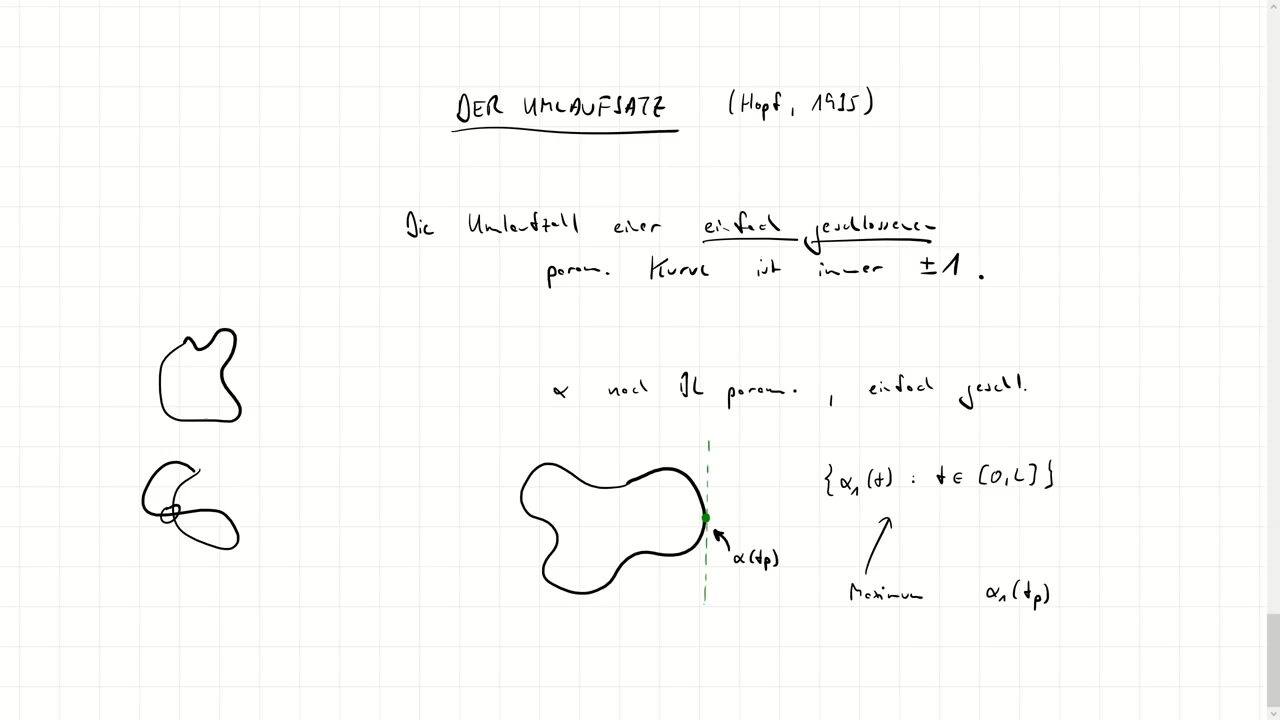 DER UMLAUFSATZ (Hopf, 1935)
Die Umlaufzahl einer einfach geschlossenen
param. Kurve ist immer ±1.
α nach BL param., einfach geschl.
{α₁(t) : t ∈ [0,L]}
α(tₚ)
Maximum α₁(tₚ)